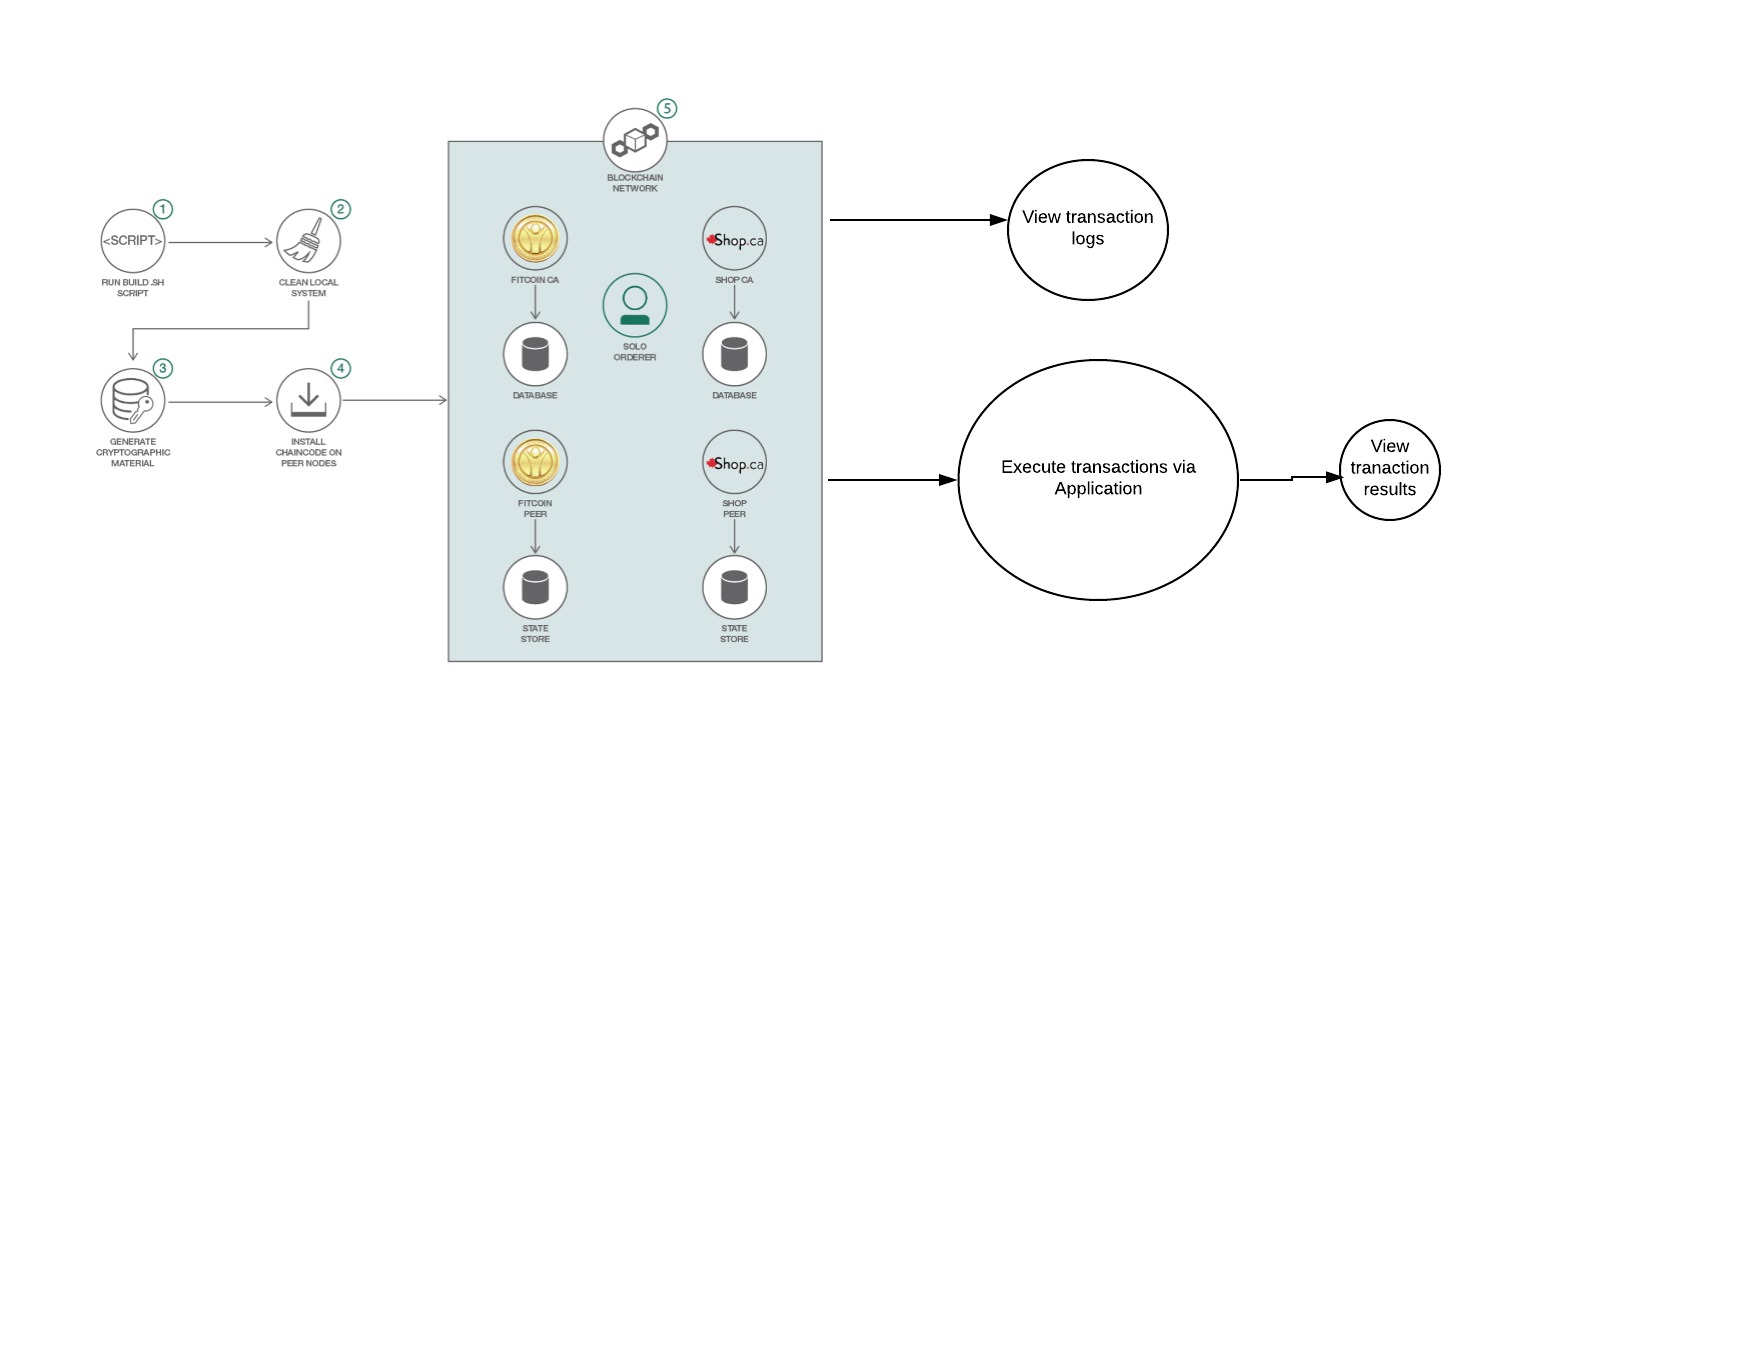 1
<SCRIPT>
RUN BUILD .SH
SCRIPT
2
CLEAN LOCAL
SYSTEM
3
GENERATE
CRYPTOGRAPHIC
MATERIAL
4
INSTALL
CHAINCODE ON
PEER NODES
5
BLOCKCHAIN
NETWORK
FITCOIN CA
DATABASE
SOLO
ORDERER
Shop.ca
SHOP CA
DATABASE
FITCOIN
PEER
STATE
STORE
Shop.ca
SHOP
PEER
STATE
STORE
View transaction
logs
Execute transactions via
Application
View
tranaction
results